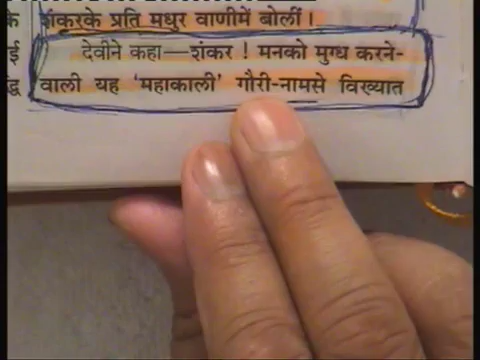 के शंकरके प्रति मधुर वाणीमें बोलीं।
ई देवीने कहा—शंकर ! मनको मुग्ध करने-
द्ध वाली यह 'महाकाली' गौरी-नामसे विख्यात